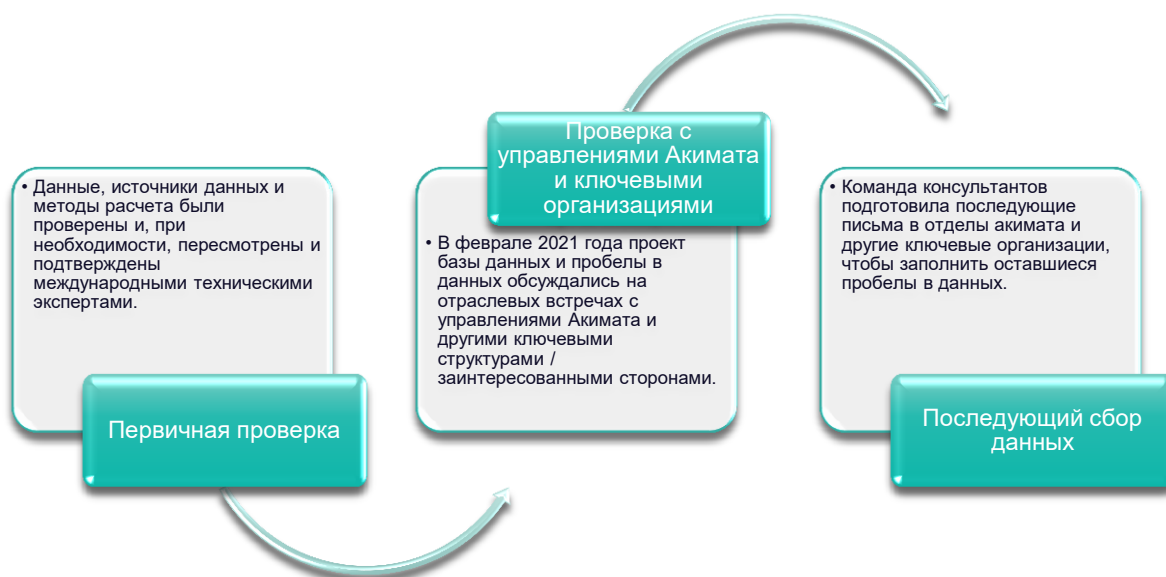 • Данные, источники данных и
методы расчета были
проверены и, при
необходимости, пересмотрены и
подтверждены
международными техническими
экспертами.
Первичная проверка
Проверка с
управлениями Акимата
и ключевыми
организациями
• В феврале 2021 года проект
базы данных и пробелы в
данных обсуждались на
отраслевых встречах с
управлениями Акимата и
другими ключевыми
структурами /
заинтересованными сторонами.
• Команда консультантов
подготовила последующие
письма в отделы акимата и
другие ключевые организации,
чтобы заполнить оставшиеся
пробелы в данных.
Последующий сбор
данных